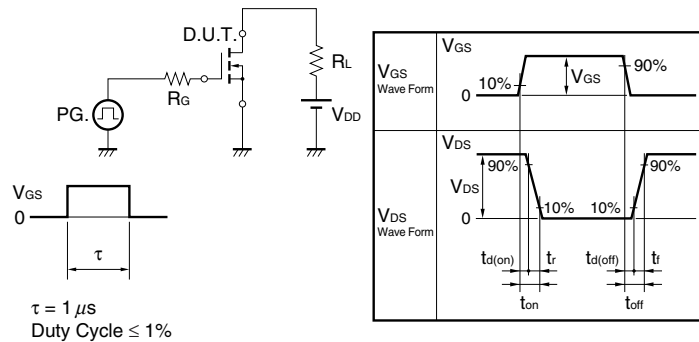 D.U.T.
RL
RG
PG.
VDD
VGS
0
τ
τ = 1 μs
Duty Cycle ≤ 1%
VGS
Wave Form
VGS
10%
VGS
90%
0
VDS
Wave Form
VDS
90%
90%
VDS
10%
10%
0
td(on)
tr
td(off)
tf
ton
toff